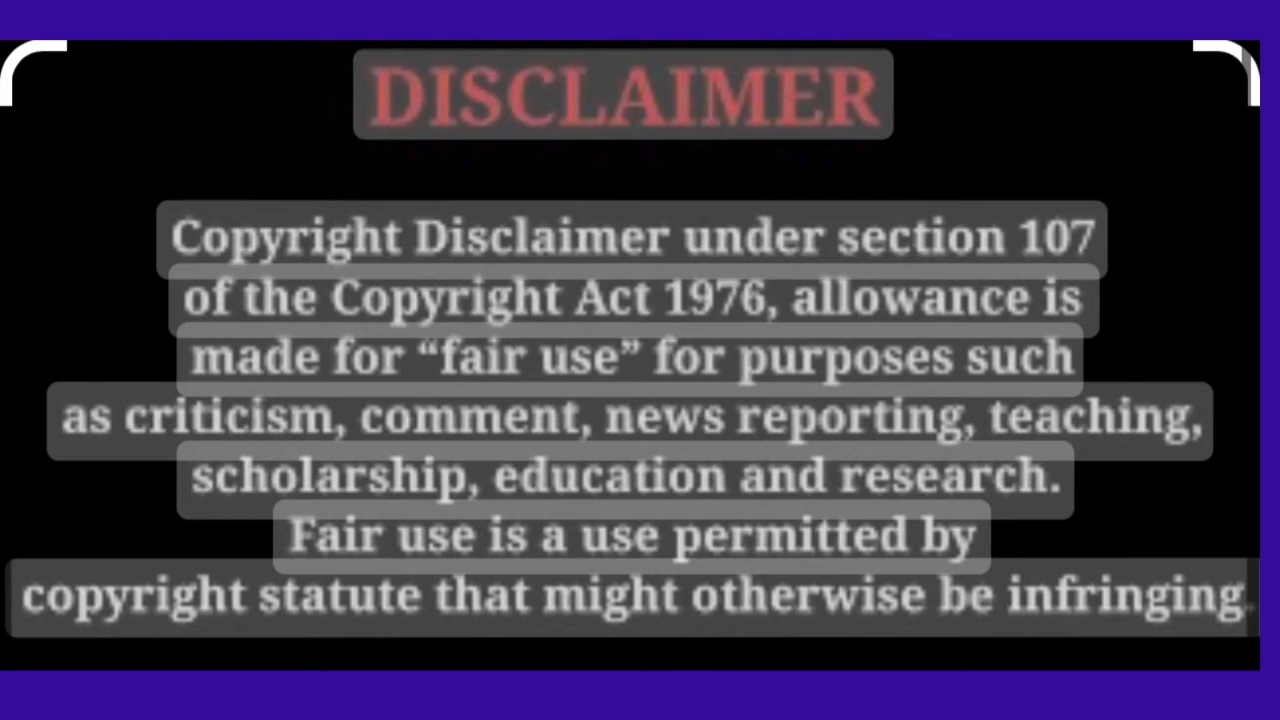 DISCLAIMER
Copyright Disclaimer under section 107
of the Copyright Act 1976, allowance is
made for “fair use” for purposes such
as criticism, comment, news reporting, teaching,
scholarship, education and research.
Fair use is a use permitted by
copyright statute that might otherwise be infringing.